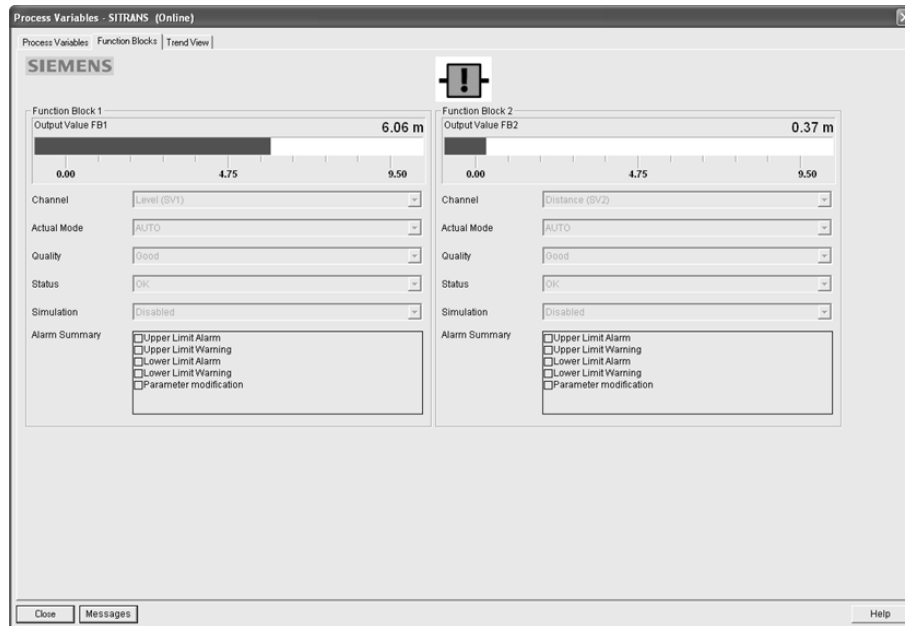 Process Variables - SITRANS (Online)
Process Variables Function Blocks Trend View
SIEMENS
!
Function Block 1
Output Value FB1 6.06 m
0.00 4.75 9.50
Channel Level (SV1)
Actual Mode AUTO
Quality Good
Status OK
Simulation Disabled
Alarm Summary Upper Limit Alarm
Upper Limit Warning
Lower Limit Alarm
Lower Limit Warning
Parameter modification
Function Block 2
Output Value FB2 0.37 m
0.00 4.75 9.50
Channel Distance (SV2)
Actual Mode AUTO
Quality Good
Status OK
Simulation Disabled
Alarm Summary Upper Limit Alarm
Upper Limit Warning
Lower Limit Alarm
Lower Limit Warning
Parameter modification
Close Messages Help